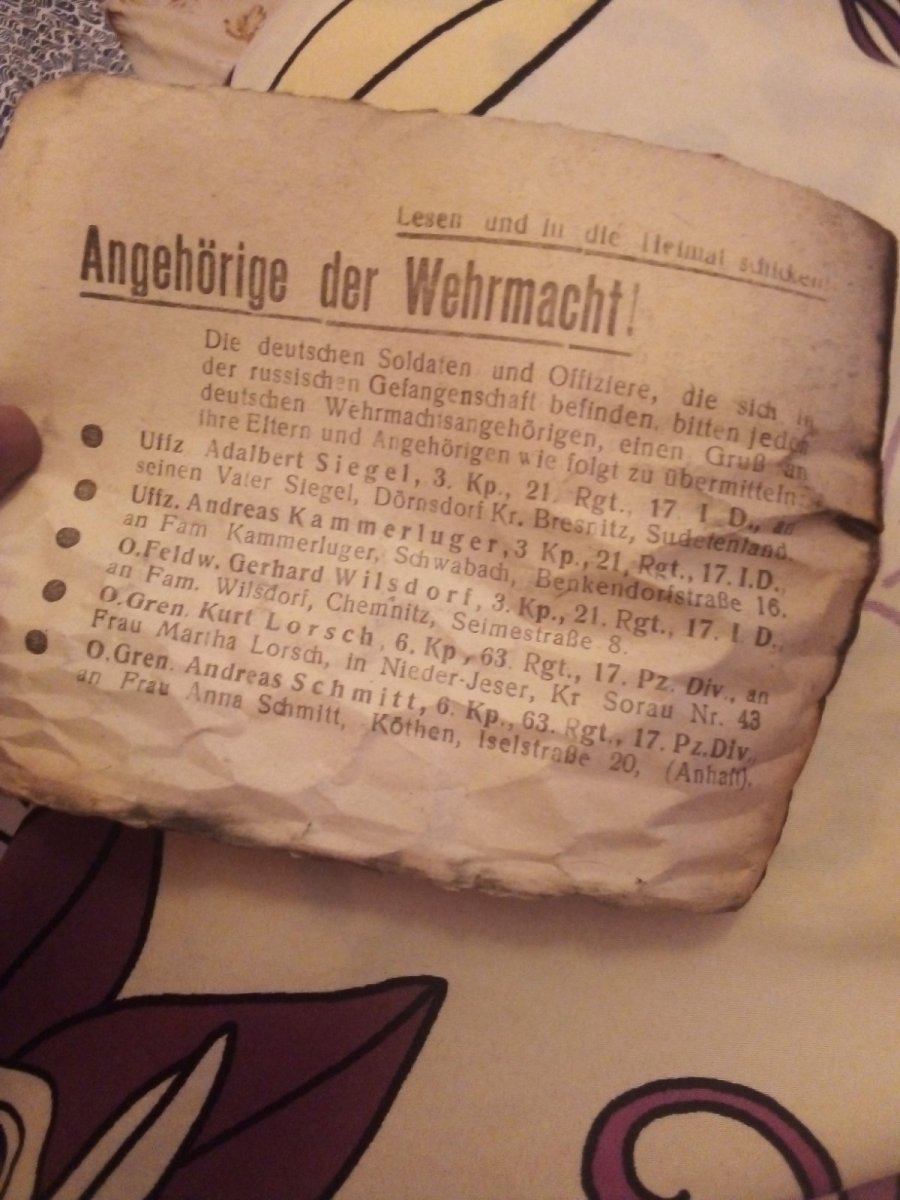 Lesen und in die Heimat schicken!
Angehörige der Wehrmacht!
Die deutschen Soldaten und Offiziere, die sich in
der russischen Gefangenschaft befinden, bitten jeden
deutschen Wehrmachtsangehörigen, einen Gruß an
ihre Eltern und Angehörigen wie folgt zu übermitteln:
● Uffz Adalbert Siegel, 3. Kp., 21. Rgt., 17. I D., an
seinen Vater Siegel, Dörnsdorf Kr. Bresnitz, Sudetenland.
● Uffz. Andreas Kammerluger, 3 Kp., 21, Rgt., 17. I.D.,
an Fam Kammerluger, Schwabach, Benkendorfstraße 16.
● O.Feldw. Gerhard Wilsdorf, 3. Kp., 21. Rgt., 17. I D.,
an Fam. Wilsdorf, Chemnitz, Seimestraße 8.
● O.Gren. Kurt Lorsch, 6. Kp, 63. Rgt., 17. Pz. Div., an
Frau Martha Lorsch, in Nieder-Jeser, Kr Sorau Nr. 43
● O.Gren. Andreas Schmitt, 6. Kp., 63. Rgt., 17. Pz.Div.,
an Frau Anna Schmitt, Köthen, Iselstraße 20, (Anhalt).